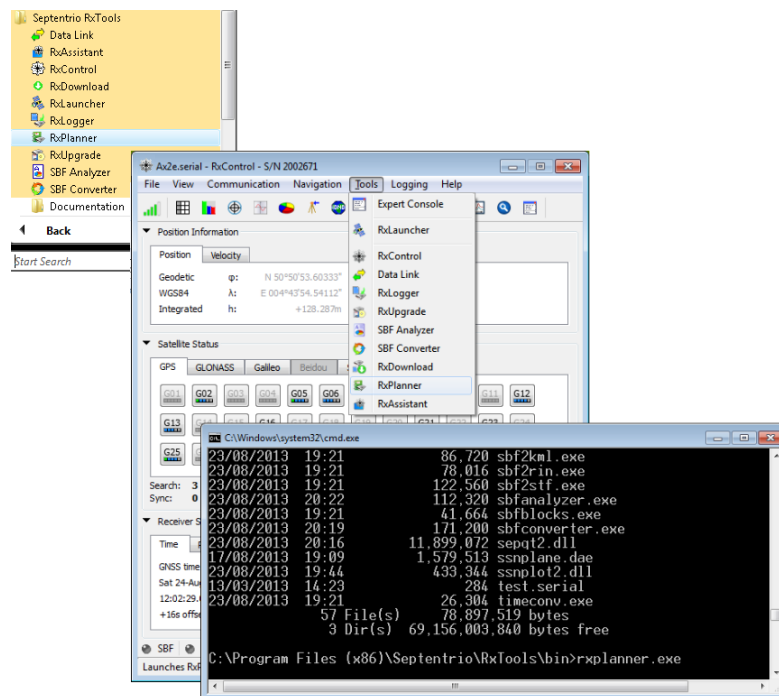 Septentrio RxTools
Data Link
RxAssistant
RxControl
RxDownload
RxLauncher
RxLogger
RxPlanner
RxUpgrade
SBF Analyzer
SBF Converter
Documentation
Back
Start Search
Ax2e.serial - RxControl - S/N 2002671
File View Communication Navigation Tools Logging Help
Expert Console
RxLauncher
RxControl
Data Link
RxLogger
RxUpgrade
SBF Analyzer
SBF Converter
RxDownload
RxPlanner
RxAssistant
Position Information
Position Velocity
Geodetic φ: N 50°50'53.60333"
WGS84 λ: E 004°43'54.54112"
Integrated h: +128.287m
Satellite Status
GPS GLONASS Galileo Beidou
G01 G02 G03 G04 G05 G06 G11 G12
G13
G25
Search: 3
Sync: 0
Receiver S
Time
GNSS time
Sat 24-Au
12:02:29.
+16s offse
SBF
Launches RxP
C:\Windows\system32\cmd.exe
23/08/2013 19:21 86,720 sbf2kml.exe
23/08/2013 19:21 78,016 sbf2rin.exe
23/08/2013 19:21 122,560 sbf2stf.exe
23/08/2013 20:22 112,320 sbfanalyzer.exe
23/08/2013 19:21 41,664 sbfblocks.exe
23/08/2013 20:19 171,200 sbfconverter.exe
23/08/2013 20:16 11,899,072 sepqt2.dll
17/08/2013 19:09 1,579,513 ssnplane.dae
23/08/2013 19:44 433,344 ssnplot2.dll
13/03/2013 14:23 284 test.serial
23/08/2013 19:21 26,304 timeconv.exe
57 File(s) 78,897,519 bytes
3 Dir(s) 69,156,003,840 bytes free
C:\Program Files (x86)\Septentrio\RxTools\bin>rxplanner.exe